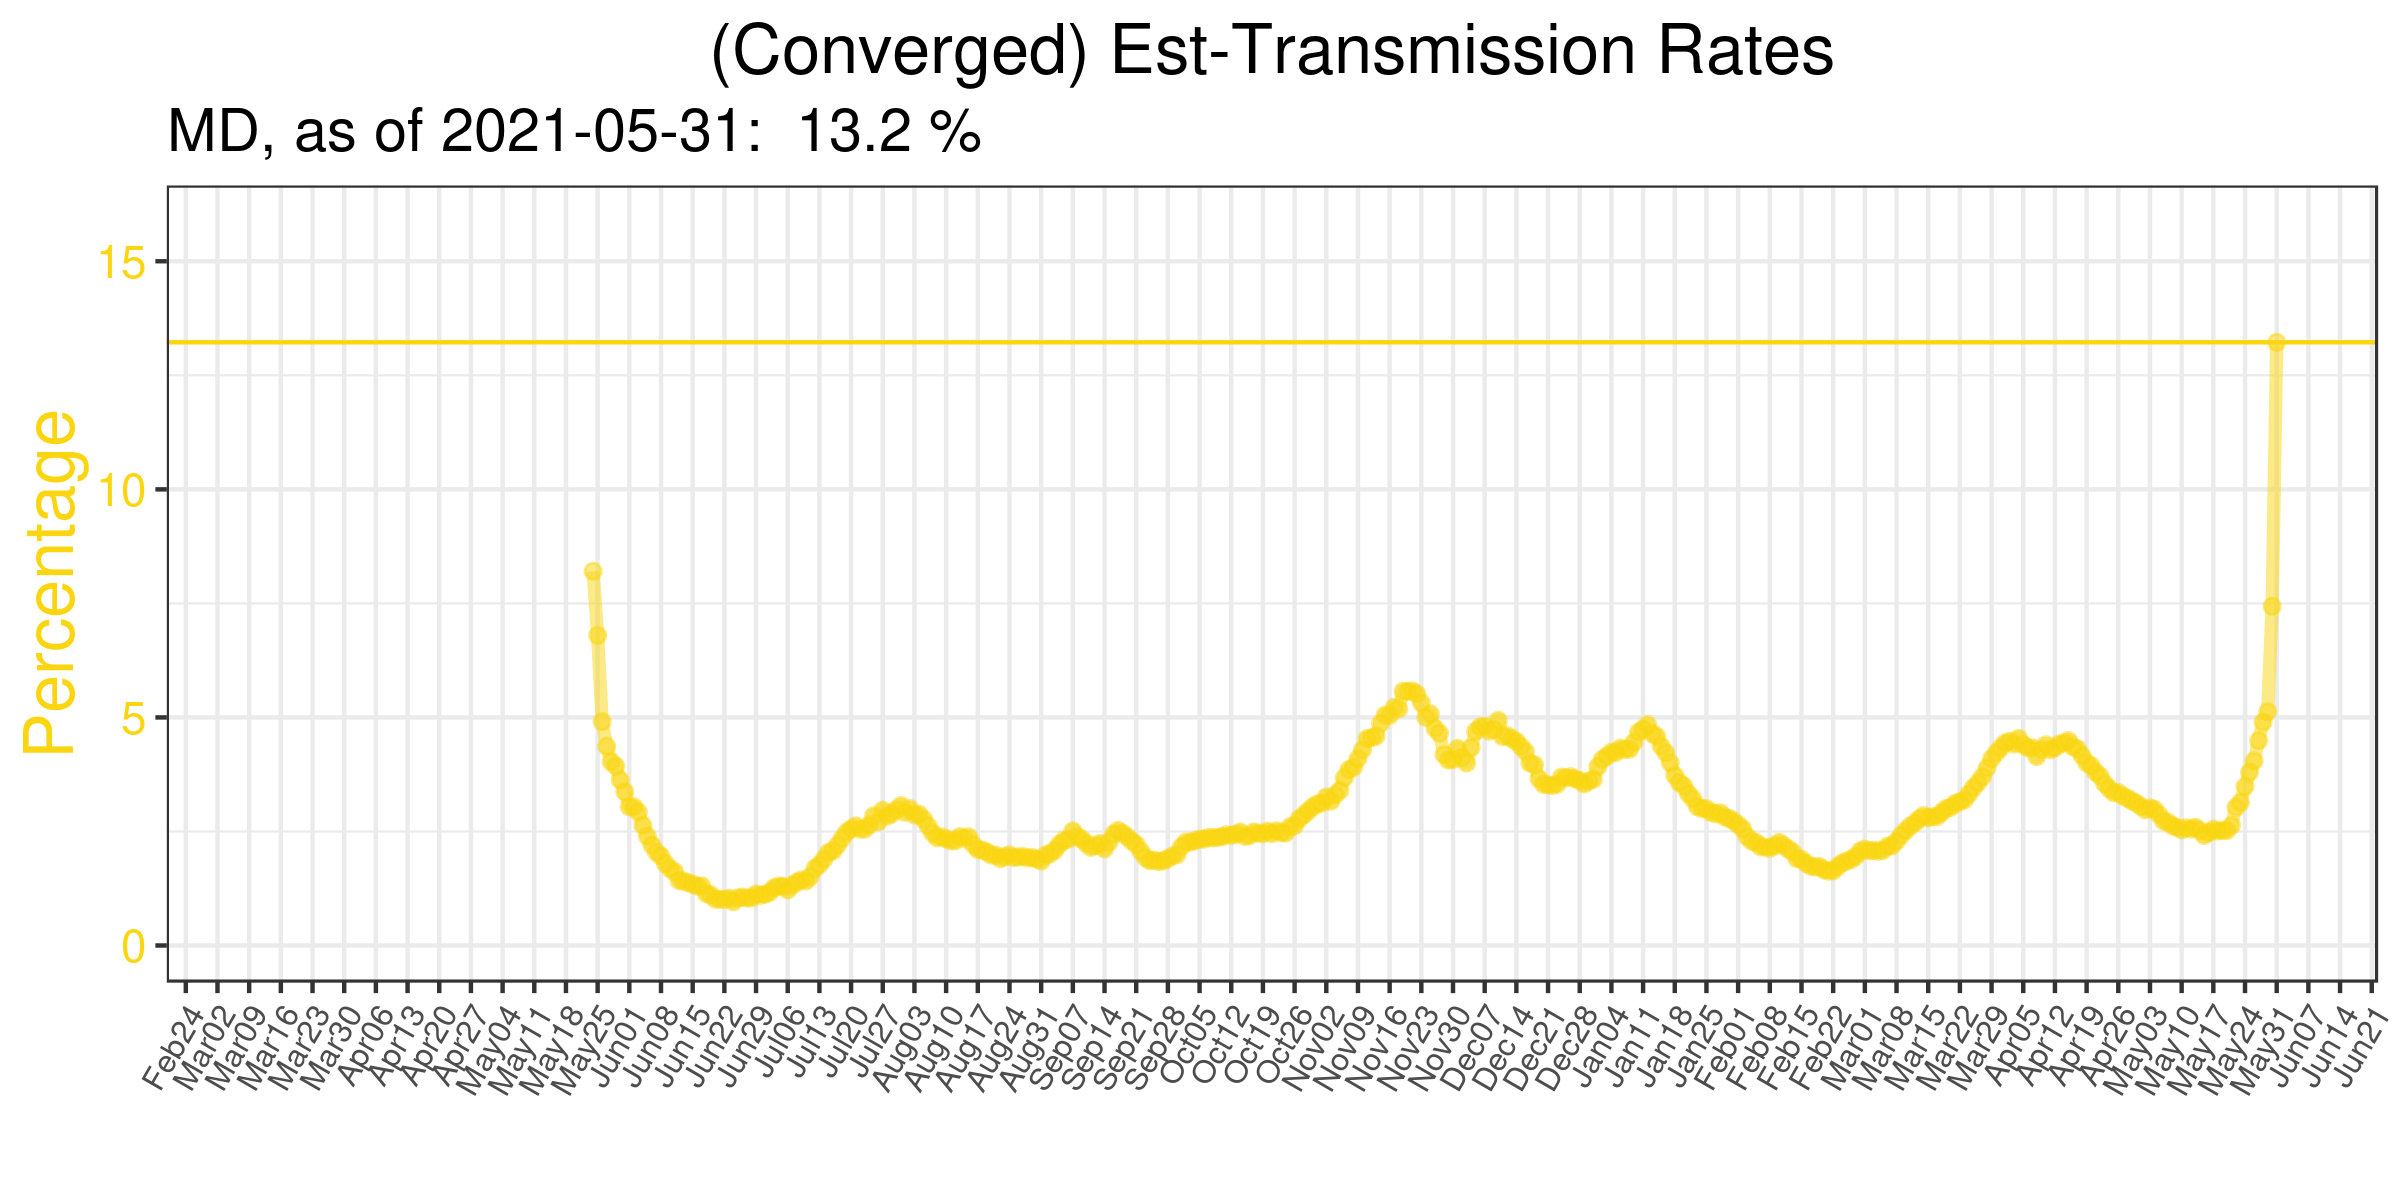 (Converged) Est-Transmission Rates
MD, as of 2021-05-31:  13.2 %
Percentage
15
10
5
0
Feb24
Mar02
Mar09
Mar16
Mar23
Mar30
Apr06
Apr13
Apr20
Apr27
May04
May11
May18
May25
Jun01
Jun08
Jun15
Jun22
Jun29
Jul06
Jul13
Jul20
Jul27
Aug03
Aug10
Aug17
Aug24
Aug31
Sep07
Sep14
Sep21
Sep28
Oct05
Oct12
Oct19
Oct26
Nov02
Nov09
Nov16
Nov23
Nov30
Dec07
Dec14
Dec21
Dec28
Jan04
Jan11
Jan18
Jan25
Feb01
Feb08
Feb15
Feb22
Mar01
Mar08
Mar15
Mar22
Mar29
Apr05
Apr12
Apr19
Apr26
May03
May10
May17
May24
May31
Jun07
Jun14
Jun21